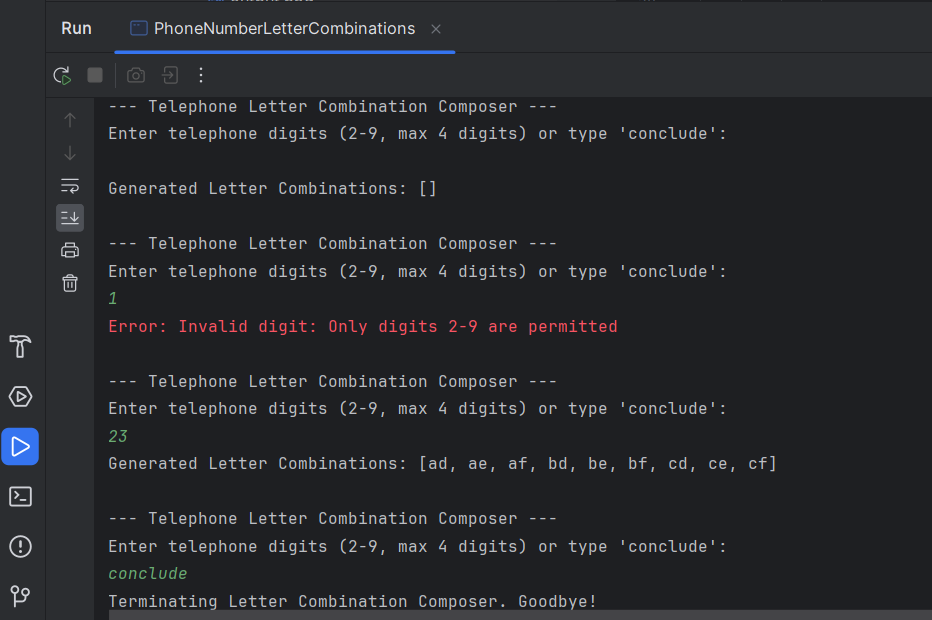 Run
PhoneNumberLetterCombinations
--- Telephone Letter Combination Composer ---
Enter telephone digits (2-9, max 4 digits) or type 'conclude':
Generated Letter Combinations: []
--- Telephone Letter Combination Composer ---
Enter telephone digits (2-9, max 4 digits) or type 'conclude':
1
Error: Invalid digit: Only digits 2-9 are permitted
--- Telephone Letter Combination Composer ---
Enter telephone digits (2-9, max 4 digits) or type 'conclude':
23
Generated Letter Combinations: [ad, ae, af, bd, be, bf, cd, ce, cf]
--- Telephone Letter Combination Composer ---
Enter telephone digits (2-9, max 4 digits) or type 'conclude':
conclude
Terminating Letter Combination Composer. Goodbye!